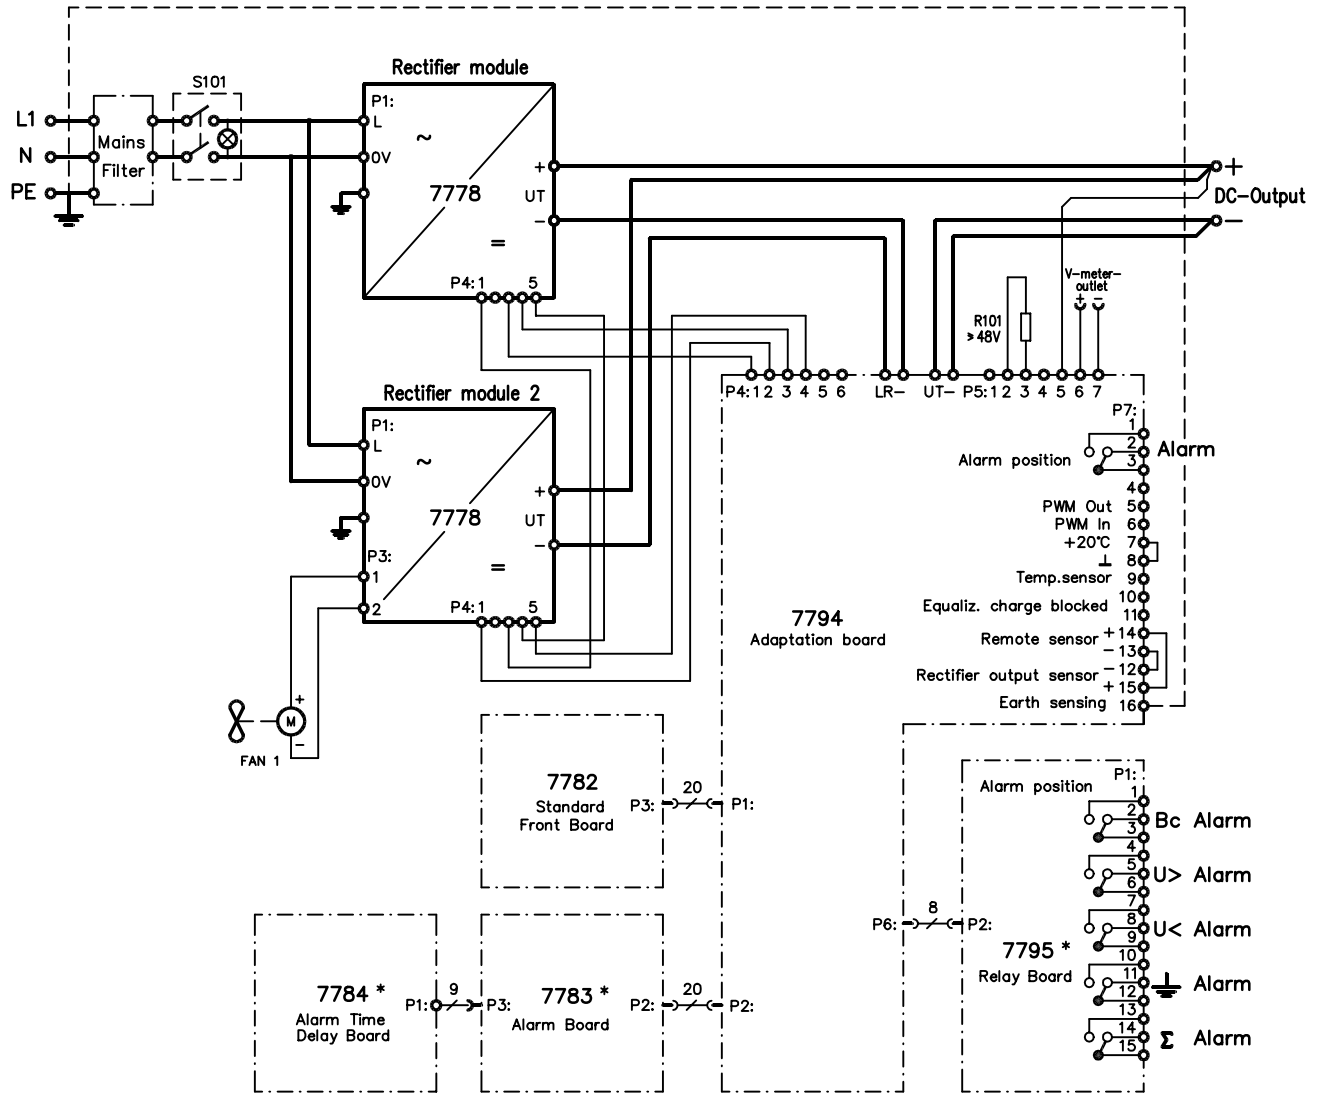 Rectifier module
S101
P1:
L1
L
~
Mains
N
0V
Filter
+
PE
7778
UT
DC-Output
–
=
V-meter-
outlet
+ –
P4: 1 5
R101
≥48V
Rectifier module 2
P4: 1 2 3 4 5 6
LR–
UT–
P5: 1 2 3 4 5 6 7
P7:
P1:
1
L
2
Alarm
~
Alarm position
3
0V
4
+
PWM Out 5
7778
UT
PWM In 6
–
+20°C 7
P3:
⊥ 8
1
=
Temp.sensor 9
2
10
P4: 1 5
Equaliz. charge blocked
11
7794
Adaptation board
Remote sensor + 14
– 13
– 12
Rectifier output sensor
+ 15
Earth sensing 16
+
M
–
FAN 1
7782
Standard
Front Board
P3:
20
P1:
P1:
Alarm position
1
2
Bc Alarm
3
4
5
U> Alarm
6
7
8
U< Alarm
9
10
11
Alarm
12
13
14
Σ Alarm
15
P6:
8
P2:
7795 *
Relay Board
7784 *
Alarm Time
Delay Board
P1:
9
P3:
7783 *
Alarm Board
P2:
20
P2: